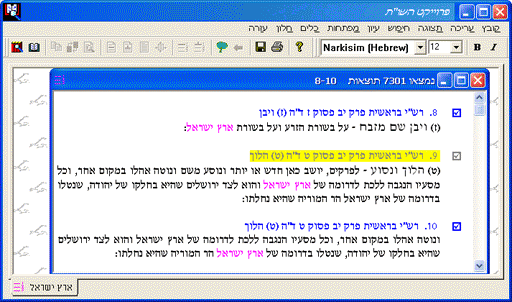 פרוייקט השו"ת
קובץ עריכה תצוגה חיפוש עיון מפתחות כלים חלון עזרה
Narkisim (Hebrew) 12 B I
נמצאו 7301 תוצאות 8-10
8. רש"י בראשית פרק יב פסוק ז ד"ה (ז) ויבן
(ז) ויבן שם מזבח - על בשורת הזרע ועל בשורת ארץ ישראל:
9. רש"י בראשית פרק יב פסוק ט ד"ה (ט) הלוך
(ט) הלוך ונסוע - לפרקים, יושב כאן חדש או יותר ונוסע משם ונוטה אהלו במקום אחר, וכל
מסעיו הנגבה ללכת לדרומה של ארץ ישראל והוא לצד ירושלים שהיא בחלקו של יהודה, שנטלו
בדרומה של ארץ ישראל הר המוריה שהיא נחלתו:
10. רש"י בראשית פרק יב פסוק ט ד"ה (ט) הלוך
ונוטה אהלו במקום אחר, וכל מסעיו הנגבה ללכת לדרומה של ארץ ישראל והוא לצד ירושלים
שהיא בחלקו של יהודה, שנטלו בדרומה של ארץ ישראל הר המוריה שהיא נחלתו:
ארץ ישראל